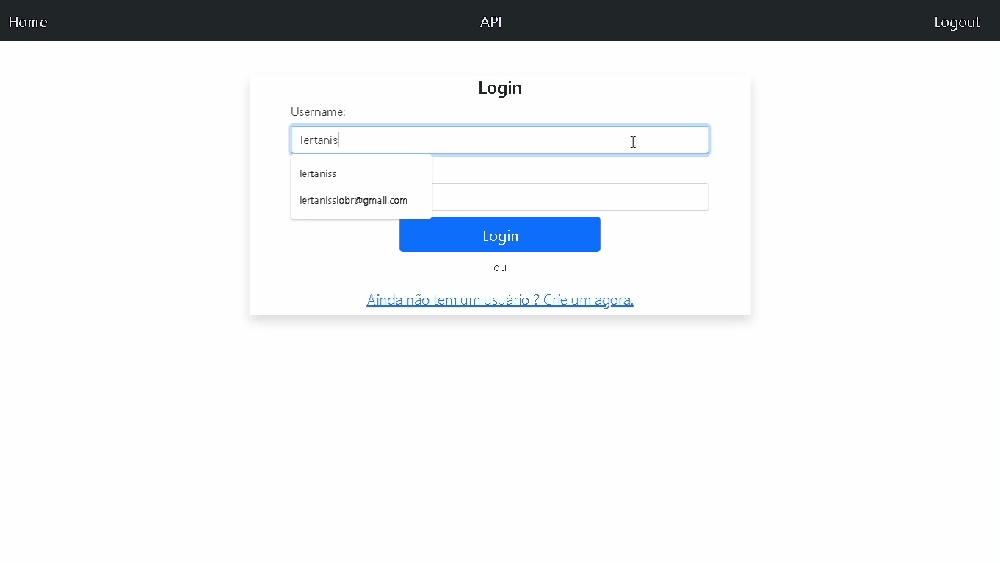 Home API Logout
Login
Username:
lertanis
lertaniss
lertanisslobr@gmail.com
Login
ou
Ainda não tem um usuário ? Crie um agora.